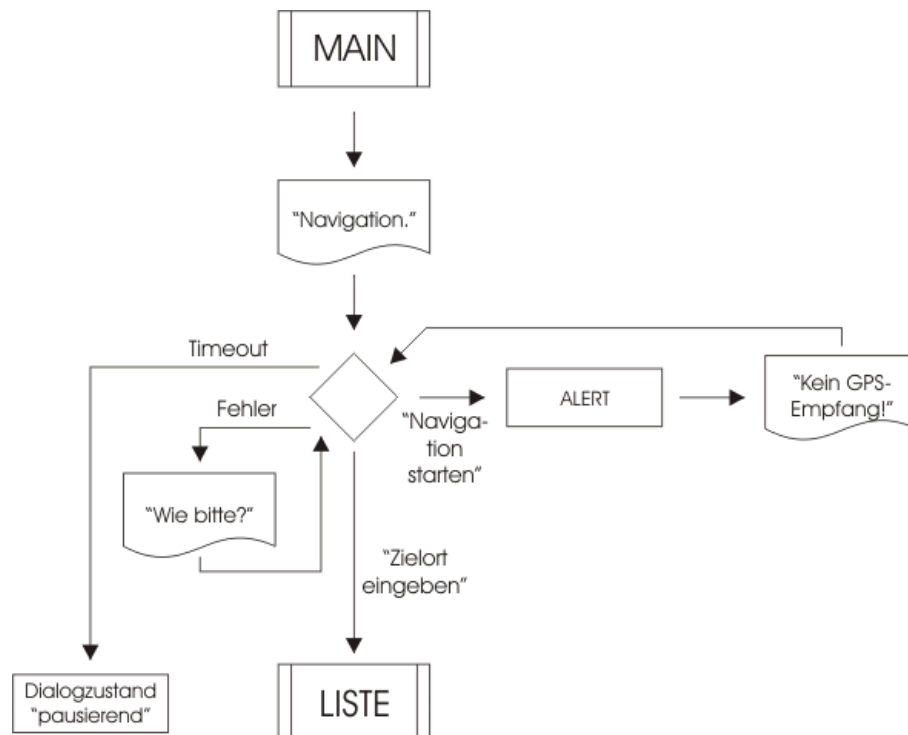 MAIN
“Navigation.”
Timeout
Fehler
“Wie bitte?”
“Naviga-
tion
starten”
ALERT
“Kein GPS-
Empfang!”
“Zielort
eingeben”
Dialogzustand
“pausierend”
LISTE